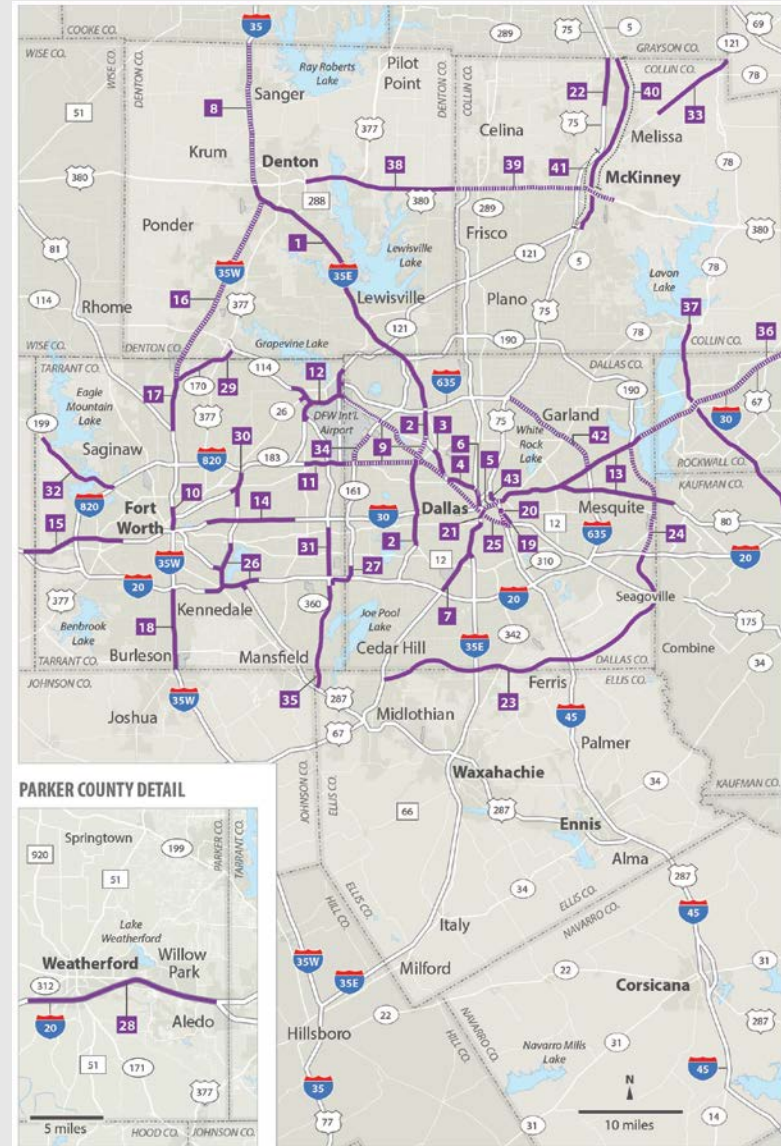 COOKE CO.
35
289
75
5
69
WISE CO.
WISE CO.
DENTON CO.
Ray Roberts
Lake
Pilot
Point
DENTON CO.
COLLIN CO.
GRAYSON CO.
COLLIN CO.
121
78
8
Sanger
22
40
33
51
377
Celina
75
Melissa
Krum
Denton
38
39
41
McKinney
78
380
288
380
289
380
Ponder
1
Frisco
121
5
Lewisville
Lake
81
35W
35E
Plano
78
Lavon
Lake
114
16
377
Lewisville
75
37
Rhome
121
36
WISE CO.
DENTON CO.
Grapevine Lake
190
78
COLLIN CO.
TARRANT CO.
DALLAS CO.
12
114
635
190
67
Eagle
Mountain
Lake
17
170
29
26
DFW Int'l.
Airport
2
3
75
Garland
30
199
377
30
34
9
6
White
Rock
Lake
42
Saginaw
820
183
4
5
43
13
ROCKWALL CO.
KAUFMAN CO.
32
10
11
161
Dallas
20
Mesquite
820
Fort
Worth
14
30
21
12
80
15
31
2
25
19
635
24
35W
26
27
12
310
20
20
360
7
20
Seagoville
377
Kennedale
Joe Pool
Lake
175
Benbrook
Lake
18
35E
342
Combine
Burleson
Mansfield
Cedar Hill
34
TARRANT CO.
JOHNSON CO.
DALLAS CO.
ELLIS CO.
35
287
23
Ferris
Joshua
35W
67
Midlothian
45
Palmer
Waxahachie
34
KAUFMAN CO.
PARKER COUNTY DETAIL
JOHNSON CO.
ELLIS CO.
66
287
Ennis
Springtown
PARKER CO.
TARRANT CO.
920
199
Alma
51
287
Lake
Weatherford
ELLIS CO.
HILL CO.
34
ELLIS CO.
NAVARRO CO.
45
Weatherford
Willow
Park
Italy
312
35W
22
31
20
28
Aledo
35E
Milford
Corsicana
22
287
51
171
Hillsboro
NAVARRO CO.
HILL CO.
31
377
Navarro Mills
Lake
35
N
45
5 miles
77
31
10 miles
14
HOOD CO.
JOHNSON CO.